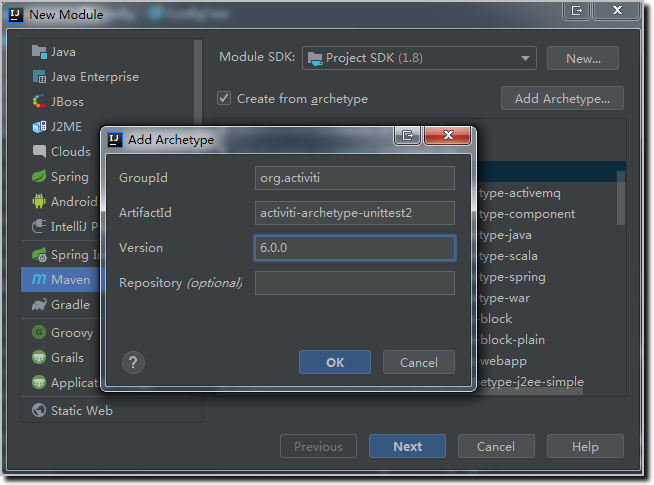 New Module
Java
Java Enterprise
JBoss
J2ME
Clouds
Spring
Android
IntelliJ P
Spring In
Maven
Gradle
Groovy
Grails
Applicat
Static Web
Module SDK:
Project SDK (1.8)
New...
Create from archetype
Add Archetype...
type-activemq
type-component
type-java
type-scala
type-spring
type-war
-block
-block-plain
-webapp
hetype-j2ee-simple
Add Archetype
GroupId
org.activiti
ArtifactId
activiti-archetype-unittest2
Version
6.0.0
Repository (optional)
?
OK
Cancel
Previous
Next
Cancel
Help